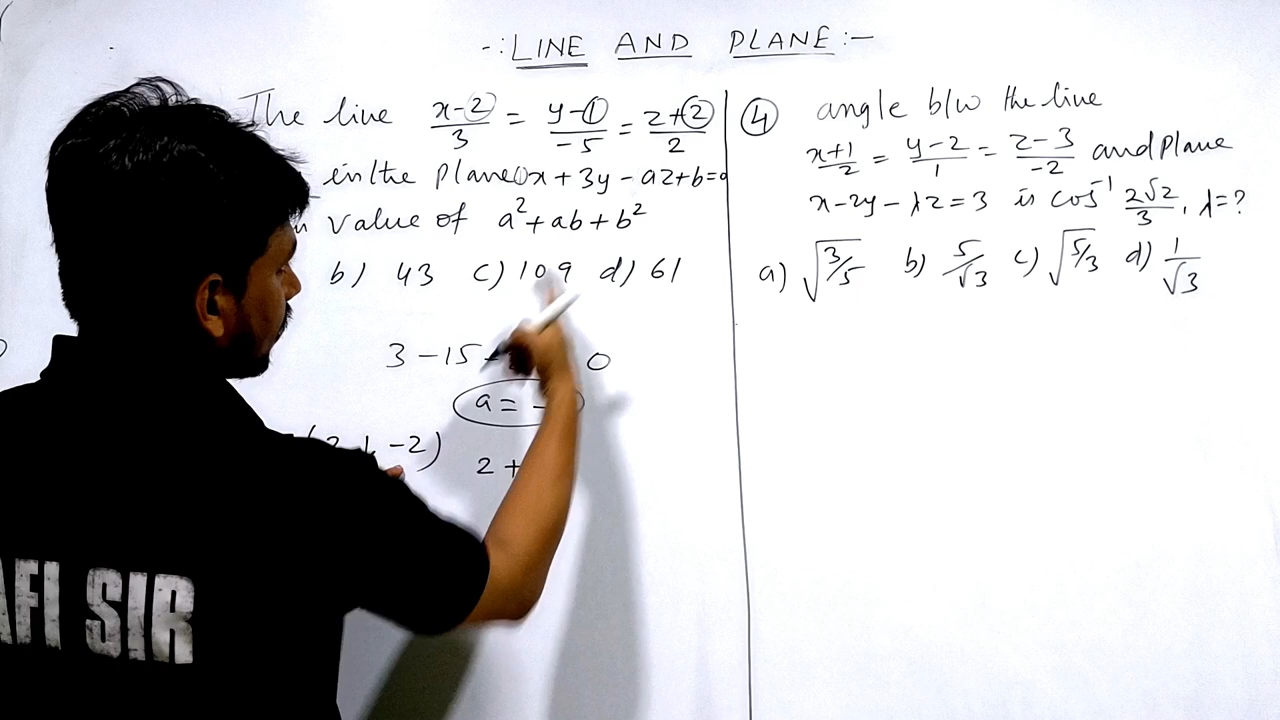 -: LINE AND PLANE :-
The line x-2/3 = y-1/-5 = z+2/2
in the plane x + 3y - az + b = 0
value of a² + ab + b²
b) 43 c) 109 d) 61
3 - 15 - 0
a = -
-2)
2 +
④ angle b/w the line
x+1/2 = y-2/1 = z-3/-2 and plane
x - 2y - λz = 3 is cos⁻¹ 2√2/3, λ = ?
a) √3/5 b) 5/√3 c) √5/3 d) 1/√3
AFI SIR